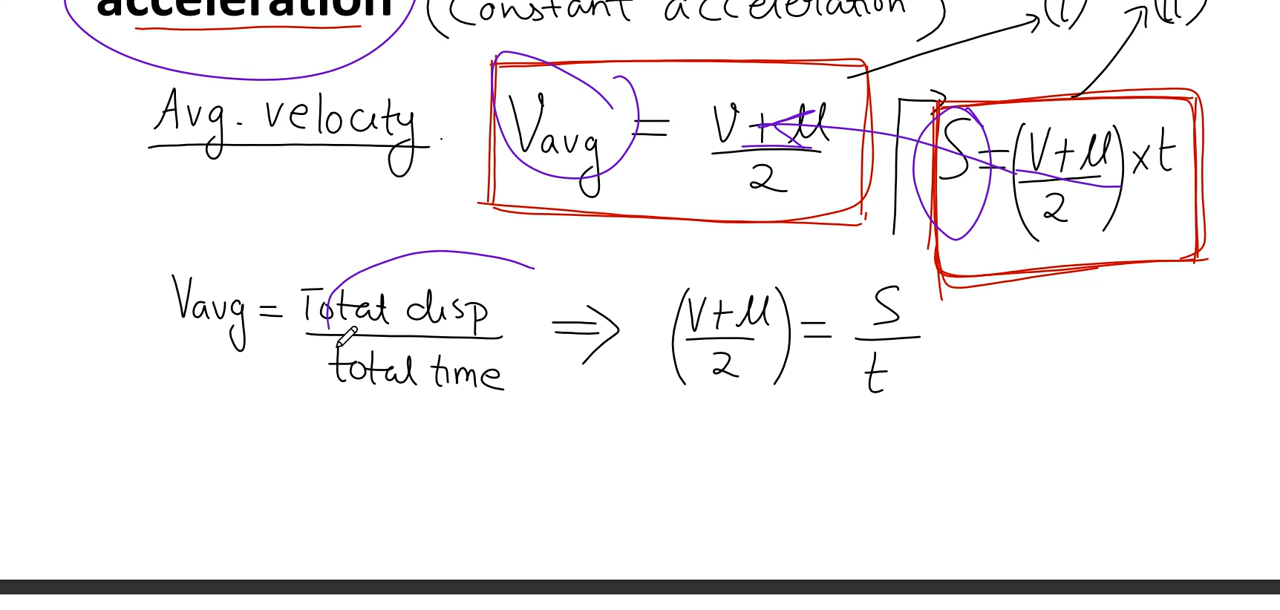 acceleration (Constant acceleration) (i) (ii)
Avg. velocity. Vavg = V+u/2 S=(V+u/2)×t
Vavg = Total disp/total time ⇒ (V+u/2) = S/t